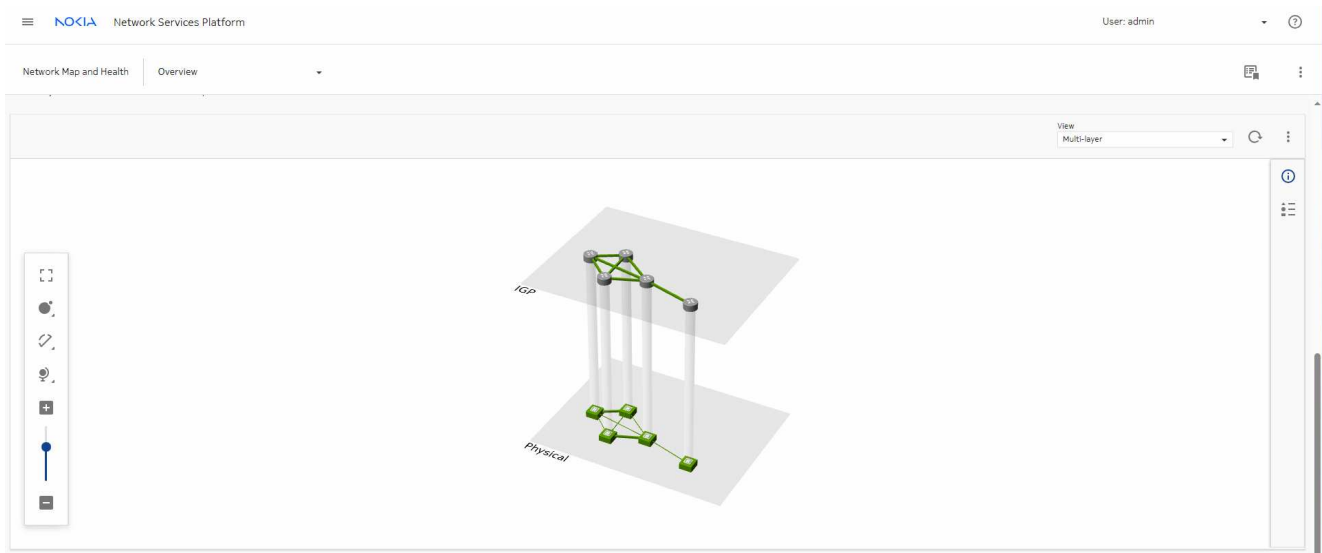 NOKIA Network Services Platform
User: admin
Network Map and Health
Overview
View
Multi-layer
IGP
Physical